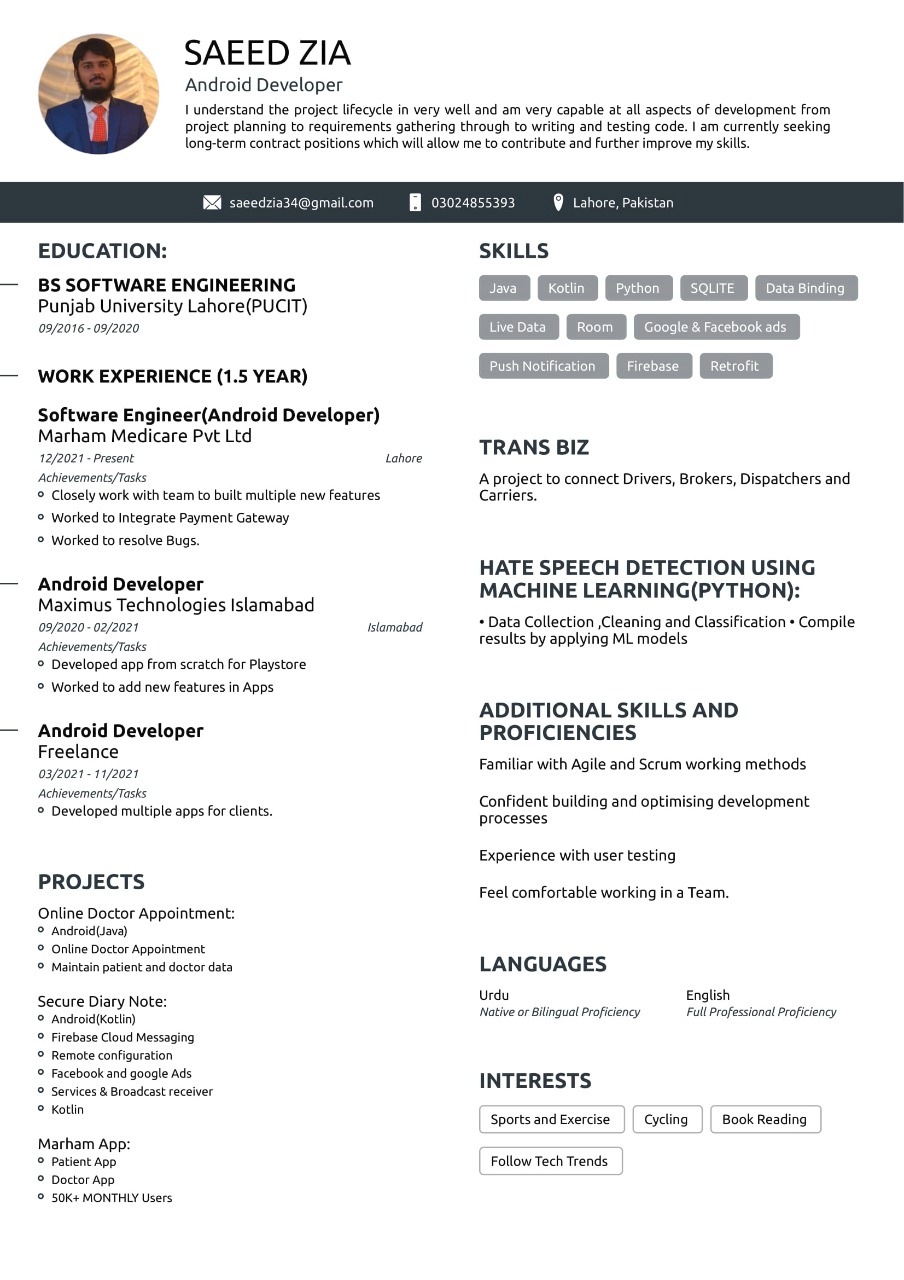 SAEED ZIA
Android Developer
I understand the project lifecycle in very well and am very capable at all aspects of development from
project planning to requirements gathering through to writing and testing code. I am currently seeking
long-term contract positions which will allow me to contribute and further improve my skills.
saeedzia34@gmail.com
03024855393
Lahore, Pakistan
EDUCATION:
BS SOFTWARE ENGINEERING
Punjab University Lahore(PUCIT)
09/2016 - 09/2020
WORK EXPERIENCE (1.5 YEAR)
Software Engineer(Android Developer)
Marham Medicare Pvt Ltd
12/2021 - Present Lahore
Achievements/Tasks
Closely work with team to built multiple new features
Worked to Integrate Payment Gateway
Worked to resolve Bugs.
Android Developer
Maximus Technologies Islamabad
09/2020 - 02/2021 Islamabad
Achievements/Tasks
Developed app from scratch for Playstore
Worked to add new features in Apps
Android Developer
Freelance
03/2021 - 11/2021
Achievements/Tasks
Developed multiple apps for clients.
PROJECTS
Online Doctor Appointment:
Android(Java)
Online Doctor Appointment
Maintain patient and doctor data
Secure Diary Note:
Android(Kotlin)
Firebase Cloud Messaging
Remote configuration
Facebook and google Ads
Services & Broadcast receiver
Kotlin
Marham App:
Patient App
Doctor App
50K+ MONTHLY Users
SKILLS
Java Kotlin Python SQLITE Data Binding
Live Data Room Google & Facebook ads
Push Notification Firebase Retrofit
TRANS BIZ
A project to connect Drivers, Brokers, Dispatchers and
Carriers.
HATE SPEECH DETECTION USING
MACHINE LEARNING(PYTHON):
• Data Collection ,Cleaning and Classification • Compile
results by applying ML models
ADDITIONAL SKILLS AND
PROFICIENCIES
Familiar with Agile and Scrum working methods
Confident building and optimising development
processes
Experience with user testing
Feel comfortable working in a Team.
LANGUAGES
Urdu English
Native or Bilingual Proficiency Full Professional Proficiency
INTERESTS
Sports and Exercise Cycling Book Reading
Follow Tech Trends